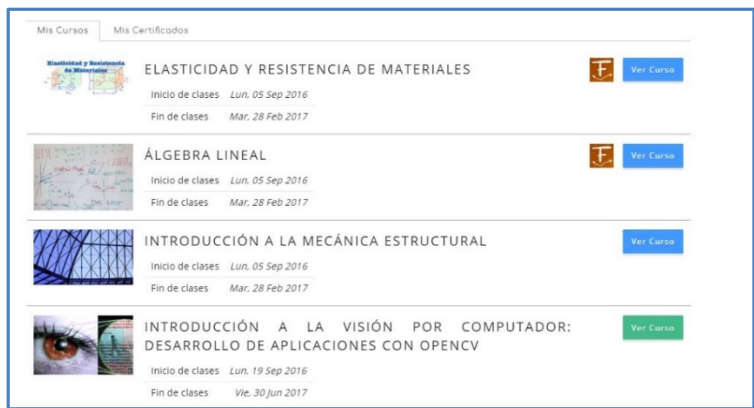 Mis Cursos Mis Certificados
Elasticidad y Resistencia
de Materiales
ELASTICIDAD Y RESISTENCIA DE MATERIALES
Ver Curso
Inicio de clases Lun, 05 Sep 2016
Fin de clases Mar, 28 Feb 2017
ÁLGEBRA LINEAL
Ver Curso
Inicio de clases Lun, 05 Sep 2016
Fin de clases Mar, 28 Feb 2017
INTRODUCCIÓN A LA MECÁNICA ESTRUCTURAL
Ver Curso
Inicio de clases Lun, 05 Sep 2016
Fin de clases Mar, 28 Feb 2017
INTRODUCCIÓN A LA VISIÓN POR COMPUTADOR:
Ver Curso
DESARROLLO DE APLICACIONES CON OPENCV
Inicio de clases Lun, 19 Sep 2016
Fin de clases Vie, 30 Jun 2017